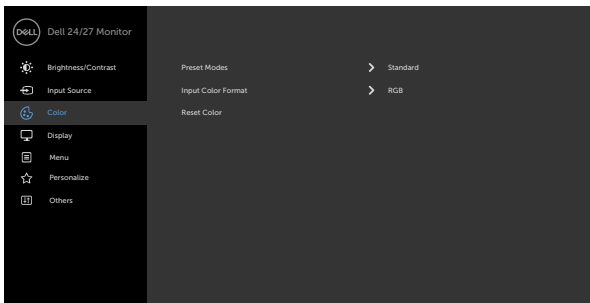 DELL Dell 24/27 Monitor
Brightness/Contrast Preset Modes Standard
Input Source Input Color Format RGB
Color Reset Color
Display
Menu
Personalize
Others